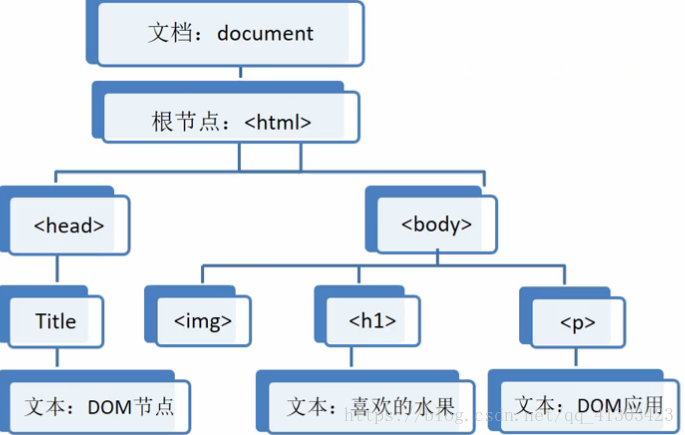 文档：document
根节点：<html>
<head>
<body>
Title
<img>
<h1>
<p>
文本：DOM节点
文本：喜欢的水果
文本：DOM应用
https://blog.csdn.net/qq_41365423